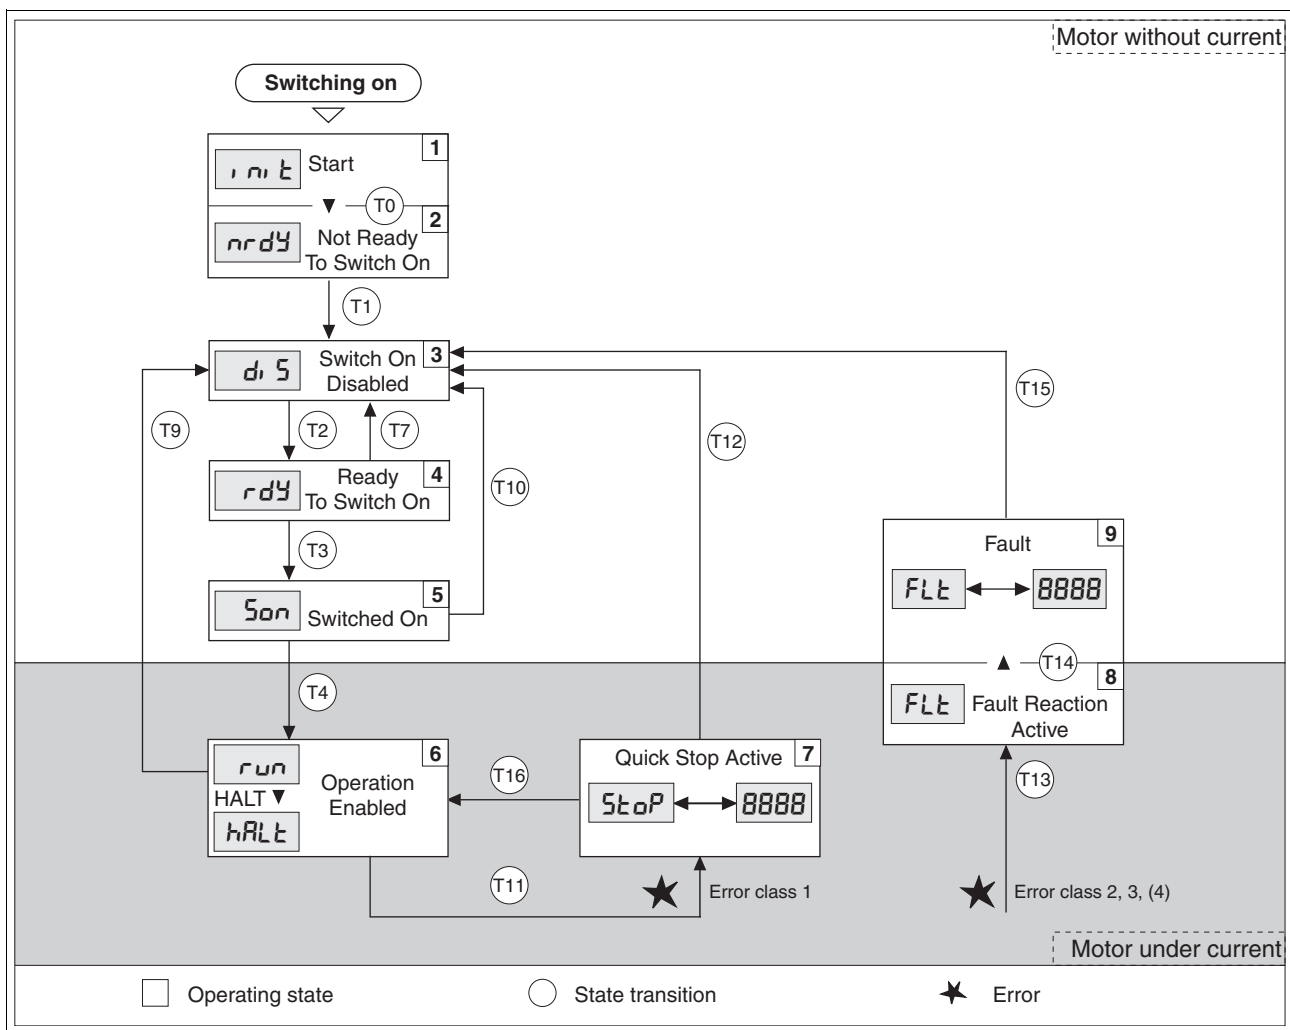 Motor without current
Switching on
1
init
Start
T0
2
nrdy
Not Ready
To Switch On
T1
3
diS
Switch On
Disabled
T15
T9
T2
T7
T12
4
rdy
Ready
To Switch On
T10
T3
9
Fault
FLt
8888
5
Son
Switched On
T14
T4
8
FLt
Fault Reaction
Active
6
run
HALT
hALt
Operation
Enabled
T16
7
Quick Stop Active
StoP
8888
T13
T11
Error class 1
Error class 2, 3, (4)
Motor under current
Operating state
State transition
Error